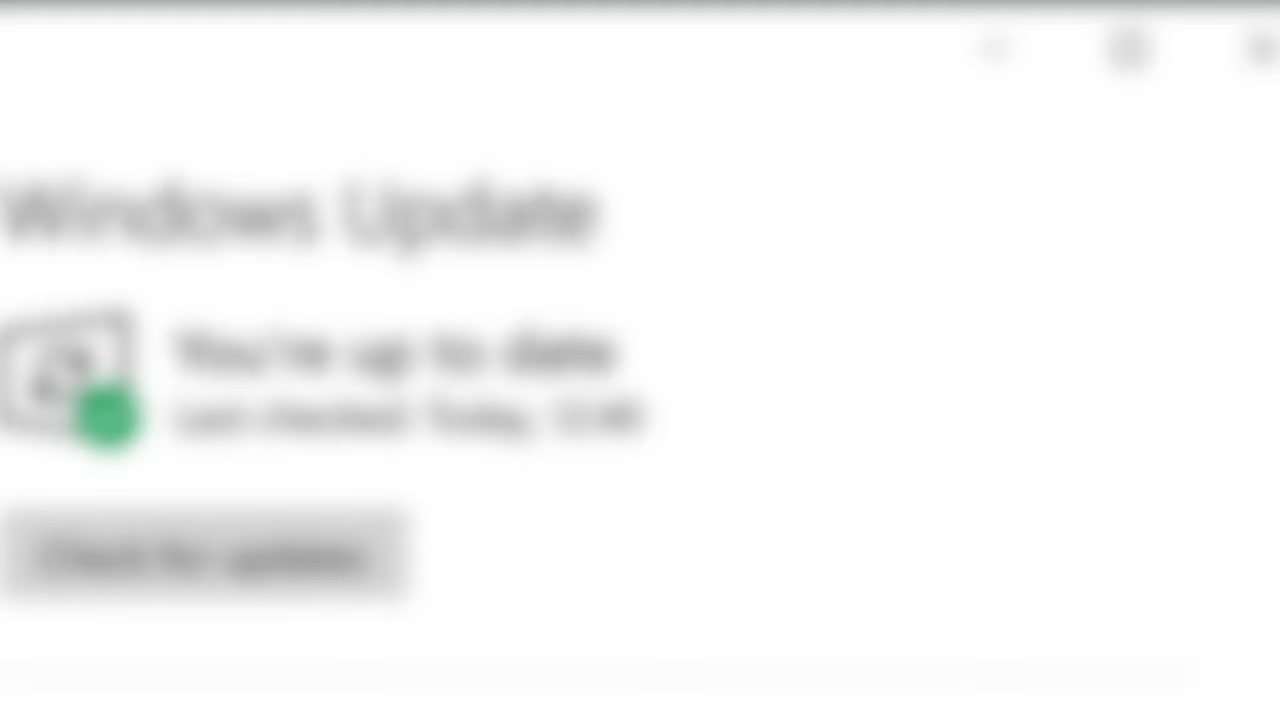 Windows Update
You're up to date
Last checked: Today,
Check for updates